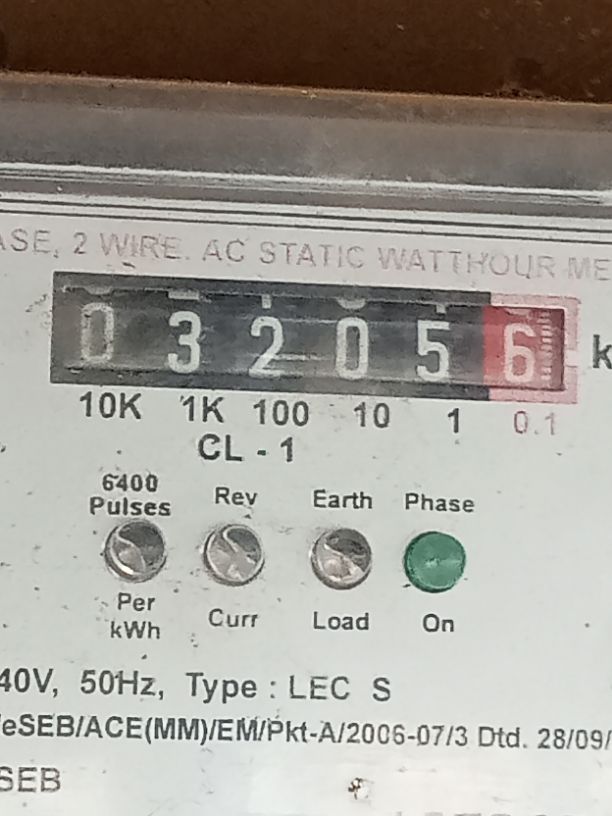 ASE, 2 WIRE. AC STATIC WATTHOUR ME
0 3 2 0 5 6 k
10K 1K 100 10 1 0.1
CL - 1
6400 Pulses Rev Earth Phase
Per kWh Curr Load On
40V, 50Hz, Type : LEC S
eSEB/ACE(MM)/EM/Pkt-A/2006-07/3 Dtd. 28/09/
SEB